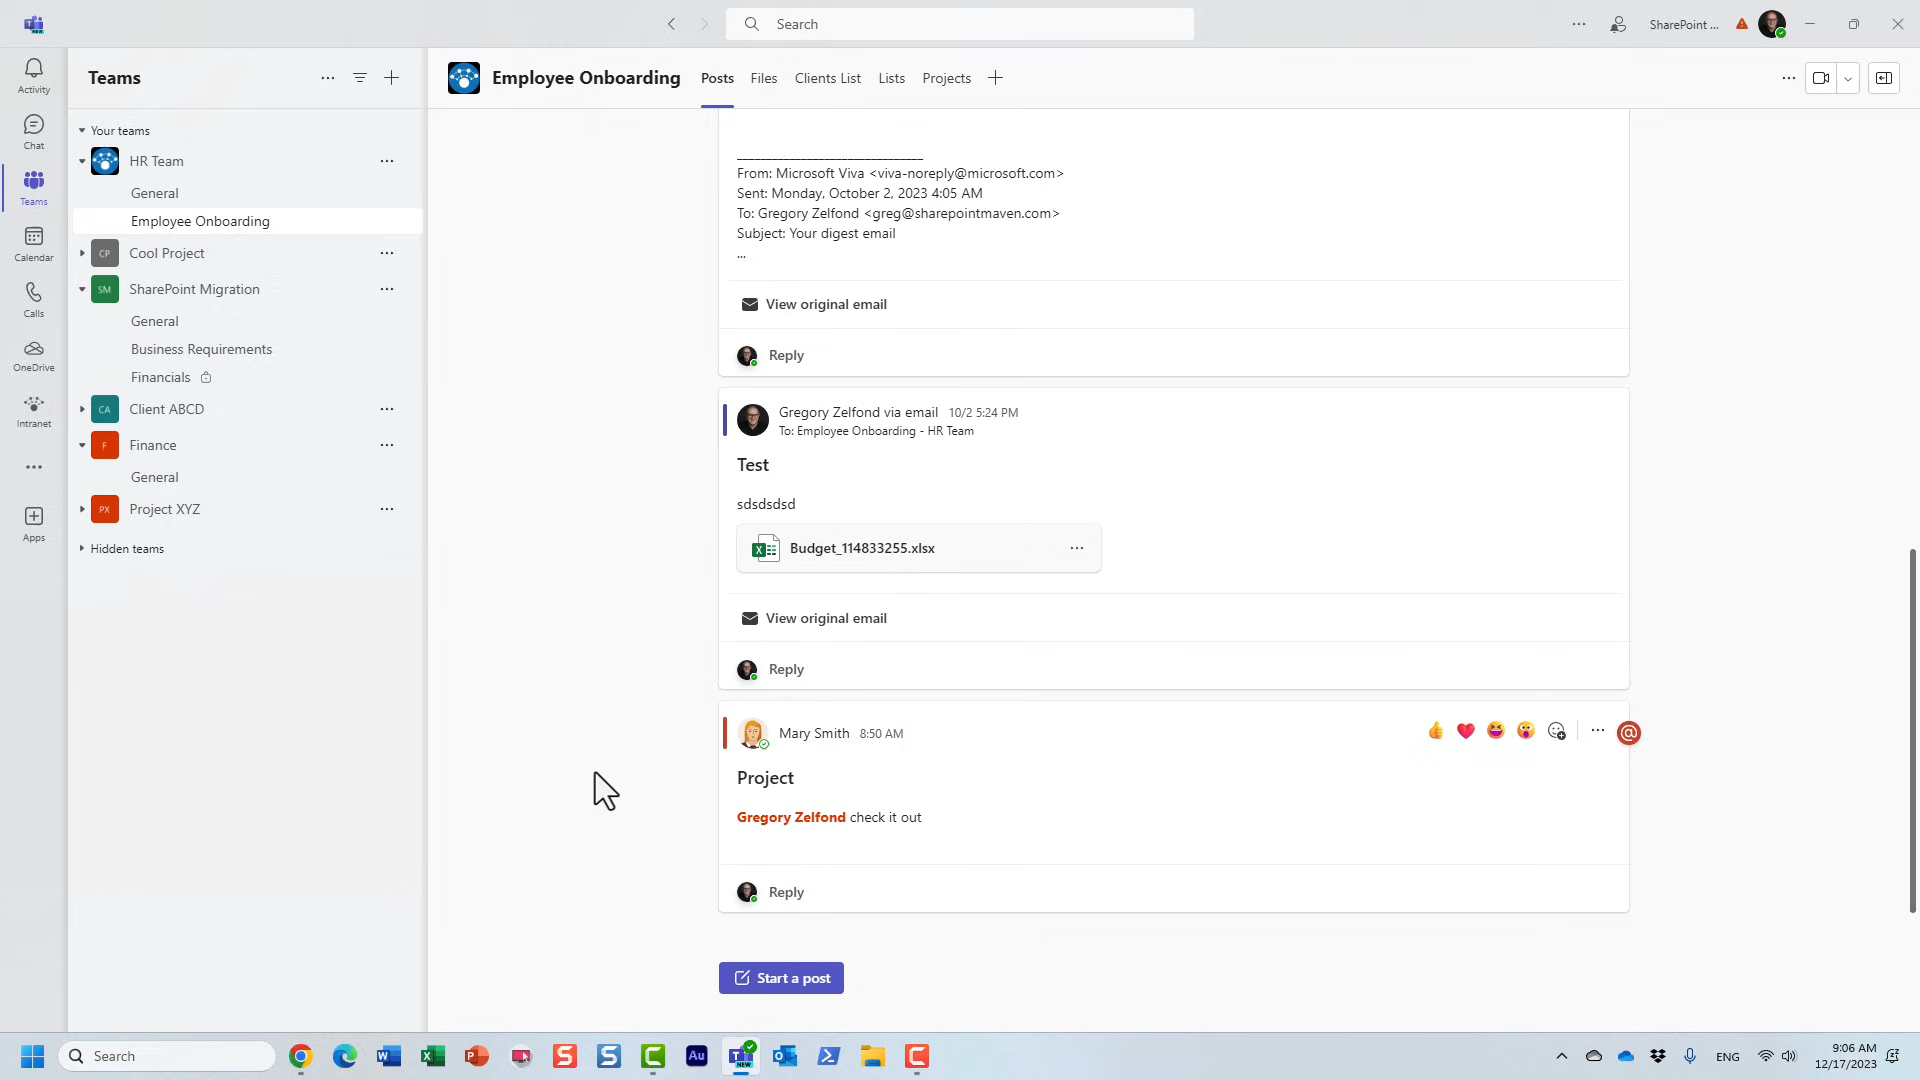 Search
SharePoint ...
Activity
Chat
Teams
Calendar
Calls
OneDrive
Intranet
Apps
Teams
Your teams
HR Team
General
Employee Onboarding
CP Cool Project
SM SharePoint Migration
General
Business Requirements
Financials
CA Client ABCD
F Finance
General
PX Project XYZ
Hidden teams
Employee Onboarding Posts Files Clients List Lists Projects
________________________________
From: Microsoft Viva <viva-noreply@microsoft.com>
Sent: Monday, October 2, 2023 4:05 AM
To: Gregory Zelfond <greg@sharepointmaven.com>
Subject: Your digest email
...
View original email
Reply
Gregory Zelfond via email 10/2 5:24 PM
To: Employee Onboarding - HR Team
Test
sdsdsdsd
Budget_114833255.xlsx
View original email
Reply
Mary Smith 8:50 AM
Project
Gregory Zelfond check it out
Reply
Start a post
Search
ENG
9:06 AM
12/17/2023